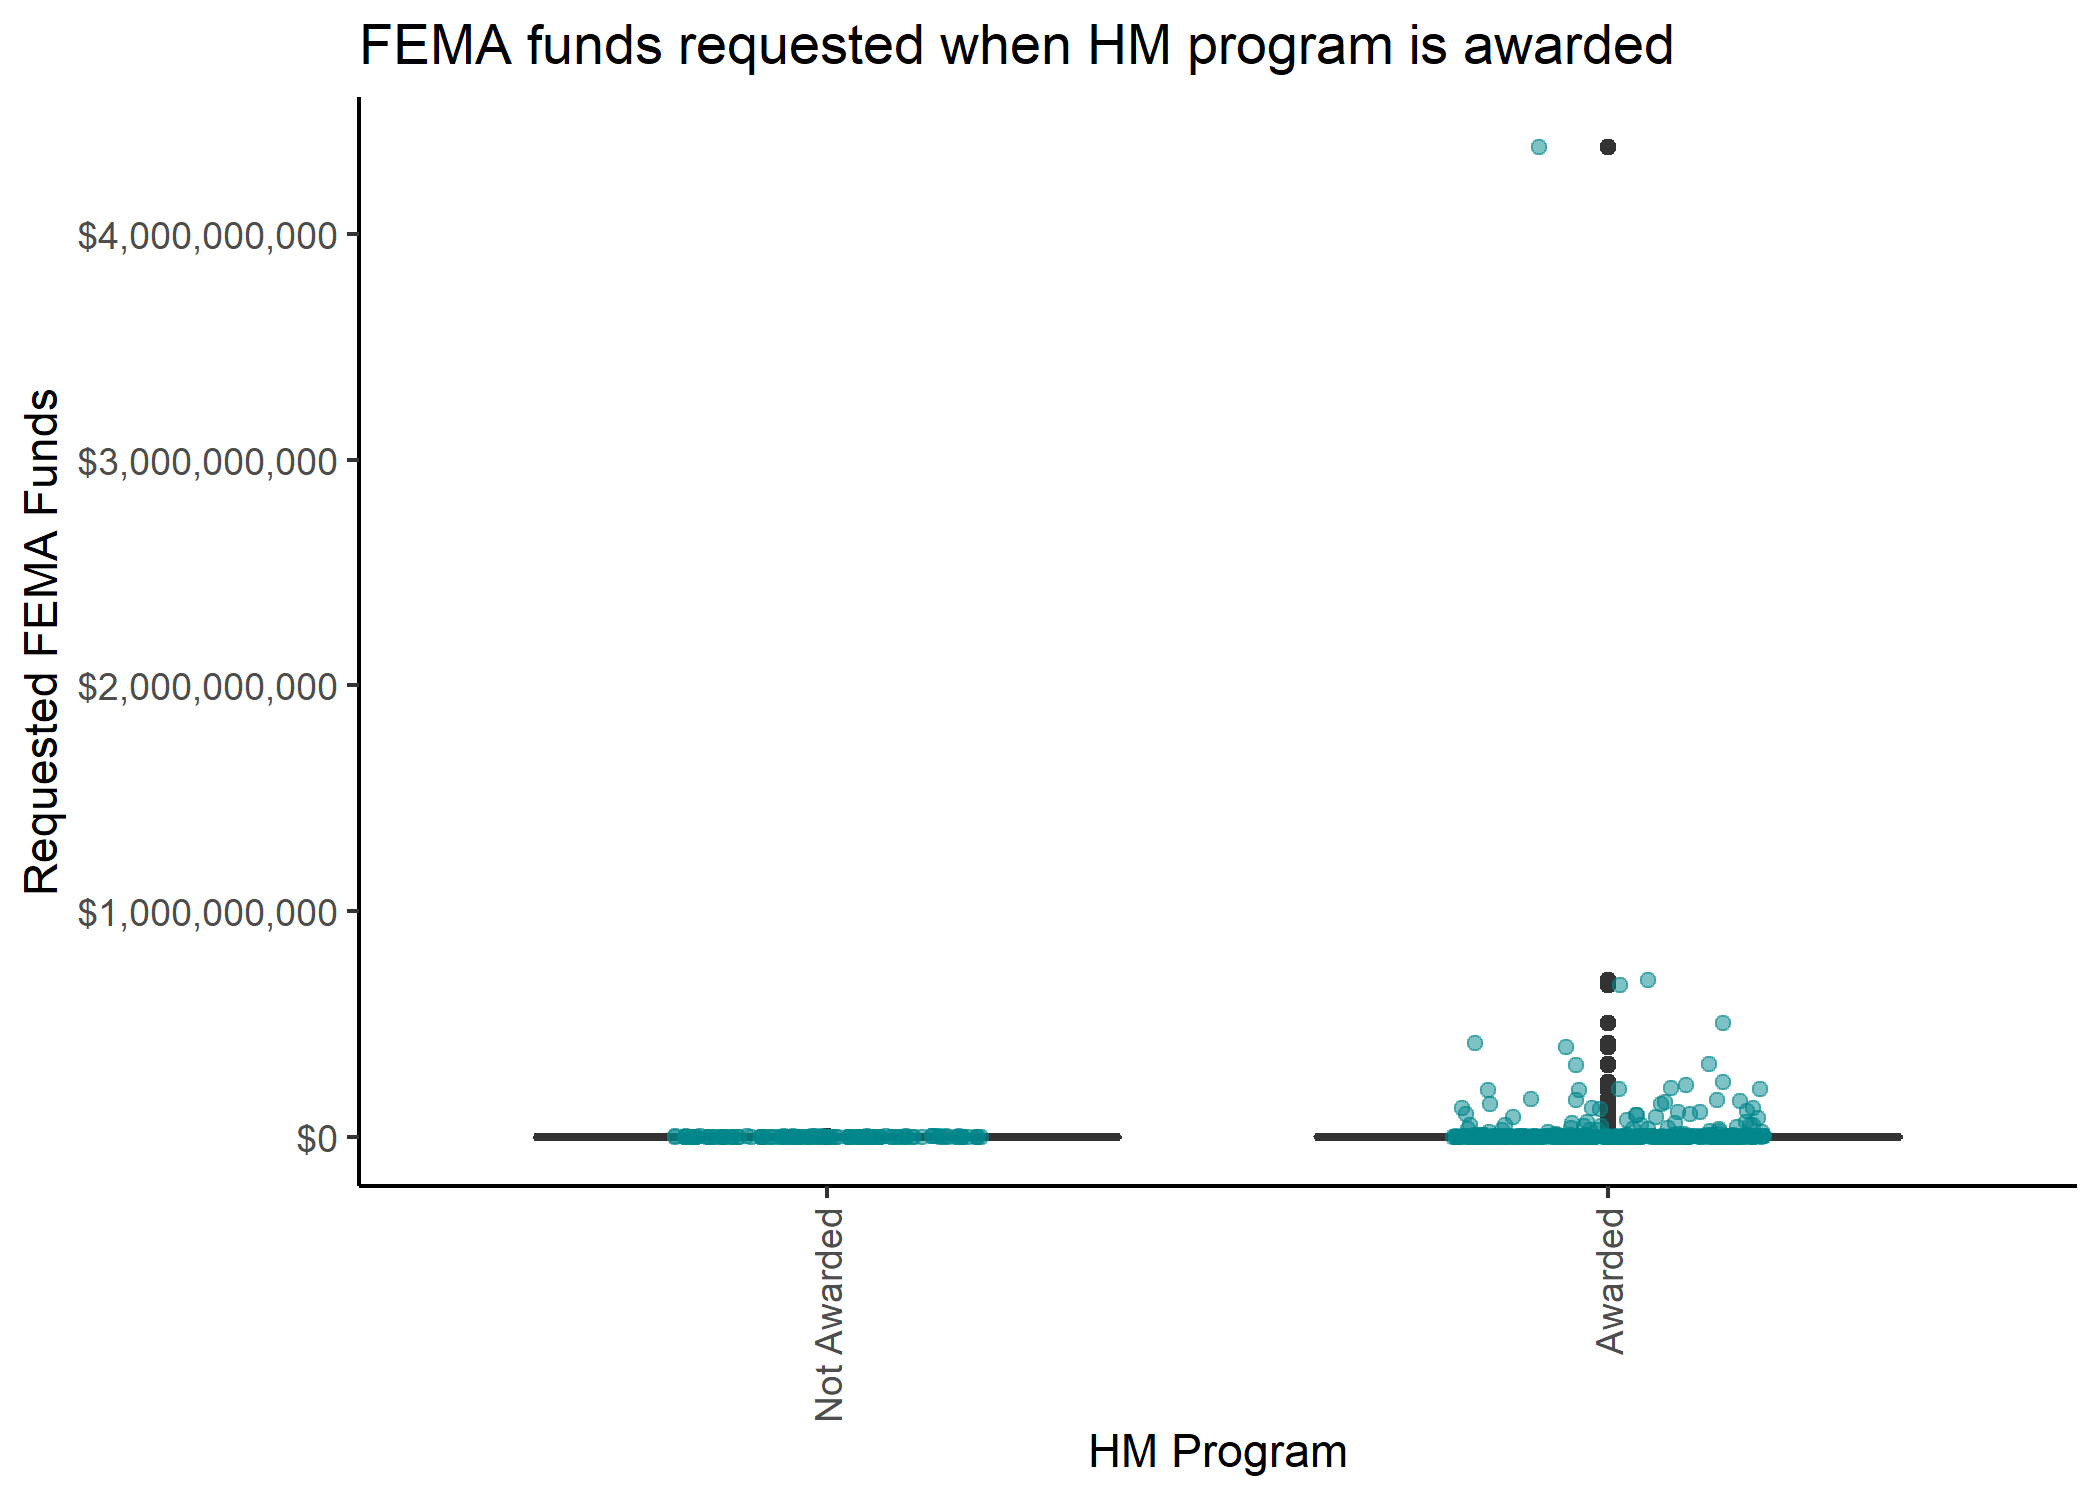 FEMA funds requested when HM program is awarded
Requested FEMA Funds
$4,000,000,000
$3,000,000,000
$2,000,000,000
$1,000,000,000
$0
Not Awarded
Awarded
HM Program